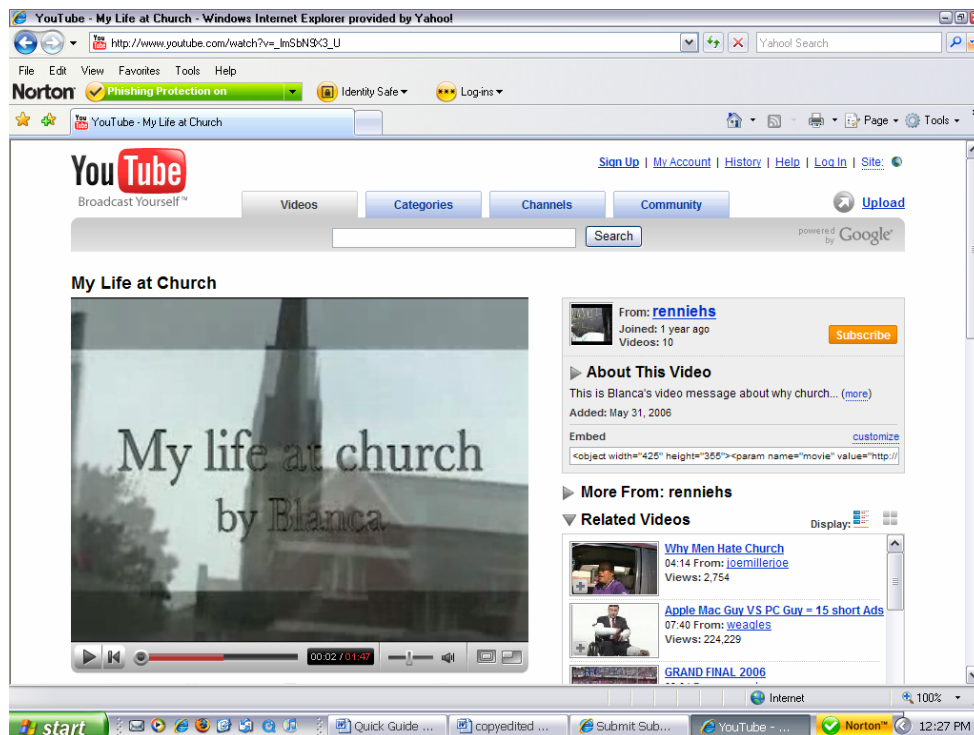 YouTube - My Life at Church - Windows Internet Explorer provided by Yahoo!
http://www.youtube.com/watch?v=_ImSbN9X3_U
Yahoo! Search
File Edit View Favorites Tools Help
Norton Phishing Protection on Identity Safe Log-ins
YouTube - My Life at Church
Page Tools
You Tube
Broadcast Yourself™
Sign Up | My Account | History | Help | Log In | Site:
Videos Categories Channels Community Upload
Search
powered by Google
My Life at Church
My life at church
by Blanca
00:02 / 01:47
From: renniehs
Joined: 1 year ago
Videos: 10
Subscribe
About This Video
This is Blanca's video message about why church... (more)
Added: May 31, 2006
Embed customize
<object width="425" height="355"><param name="movie" value="http://
More From: renniehs
Related Videos Display:
Why Men Hate Church
04:14 From: joemillerjoe
Views: 2,754
Apple Mac Guy VS PC Guy = 15 short Ads
07:40 From: weagles
Views: 224,229
GRAND FINAL 2006
Internet 100%
start Quick Guide ... copyedited ... Submit Sub... YouTube - ... Norton™ 12:27 PM